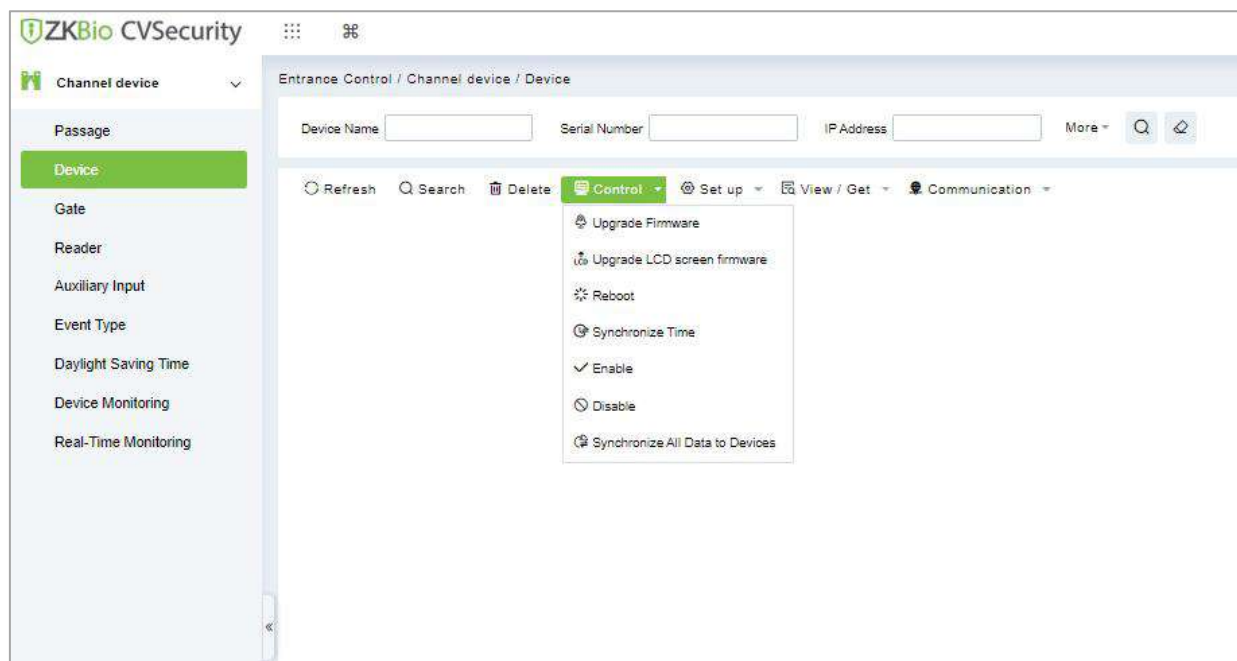 ZKBio CVSecurity
Channel device
Entrance Control / Channel device / Device
Passage
Device Name Serial Number IP Address More
Device
Refresh Search Delete Control Set up View / Get Communication
Gate
Upgrade Firmware
Reader
Upgrade LCD screen firmware
Auxiliary Input
Reboot
Event Type
Synchronize Time
Daylight Saving Time
Enable
Device Monitoring
Disable
Real-Time Monitoring
Synchronize All Data to Devices